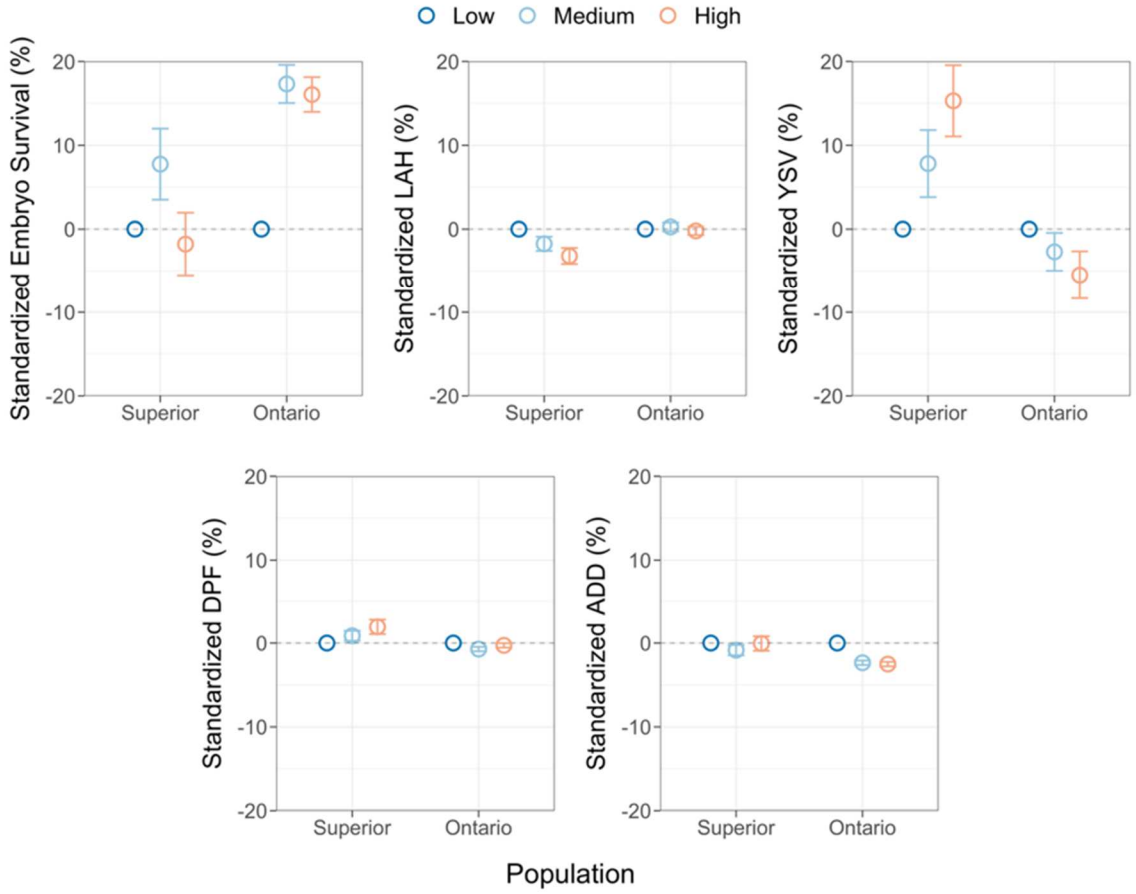 Low Medium High
Standardized Embryo Survival (%)
20
10
0
-10
-20
Superior Ontario
Standardized LAH (%)
20
10
0
-10
-20
Superior Ontario
Standardized YSV (%)
20
10
0
-10
-20
Superior Ontario
Standardized DPF (%)
20
10
0
-10
-20
Superior Ontario
Standardized ADD (%)
20
10
0
-10
-20
Superior Ontario
Population